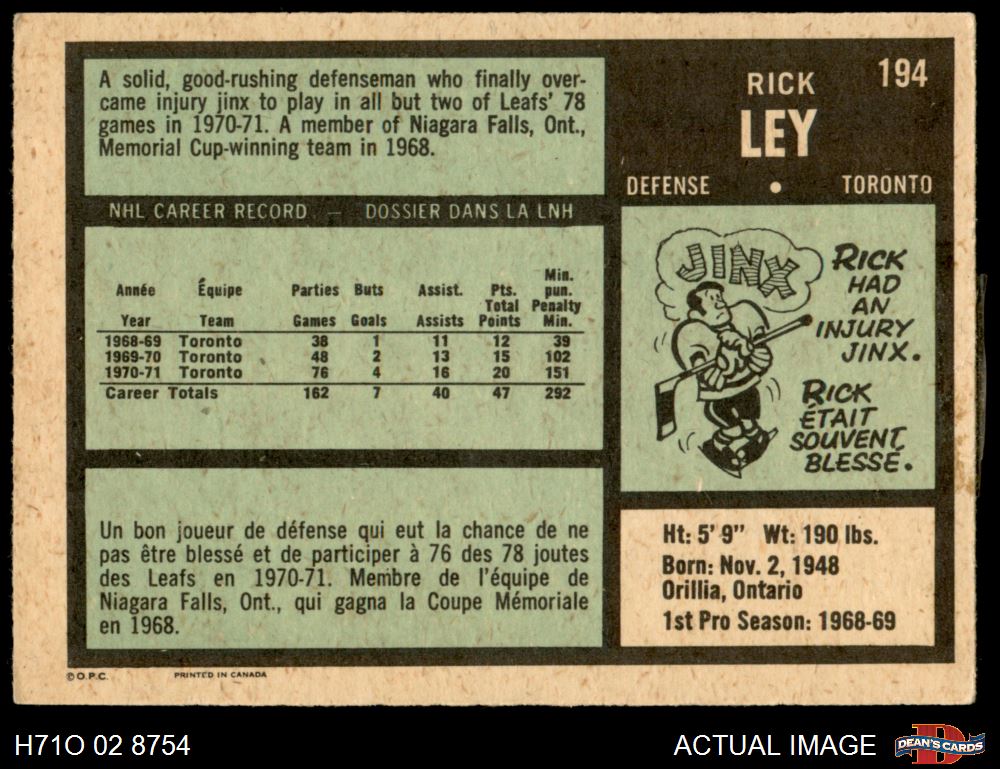 A solid, good-rushing defenseman who finally over-
came injury jinx to play in all but two of Leafs' 78
games in 1970-71. A member of Niagara Falls, Ont.,
Memorial Cup-winning team in 1968.
RICK
194
LEY
DEFENSE • TORONTO
NHL CAREER RECORD — DOSSIER DANS LA LNH
Année Équipe Parties Buts Assist. Pts. Min. pun.
Year Team Games Goals Assists Total Points Penalty Min.
1968-69 Toronto 38 1 11 12 39
1969-70 Toronto 48 2 13 15 102
1970-71 Toronto 76 4 16 20 151
Career Totals 162 7 40 47 292
JINX
RICK
HAD
AN
INJURY
JINX.
RICK
ÉTAIT
SOUVENT
BLESSÉ.
Un bon joueur de défense qui eut la chance de ne
pas être blessé et de participer à 76 des 78 joutes
des Leafs en 1970-71. Membre de l'équipe de
Niagara Falls, Ont., qui gagna la Coupe Mémoriale
en 1968.
Ht: 5' 9" Wt: 190 lbs.
Born: Nov. 2, 1948
Orillia, Ontario
1st Pro Season: 1968-69
© O.P.C. PRINTED IN CANADA
H71O 02 8754
ACTUAL IMAGE
D
DEAN'S CARDS